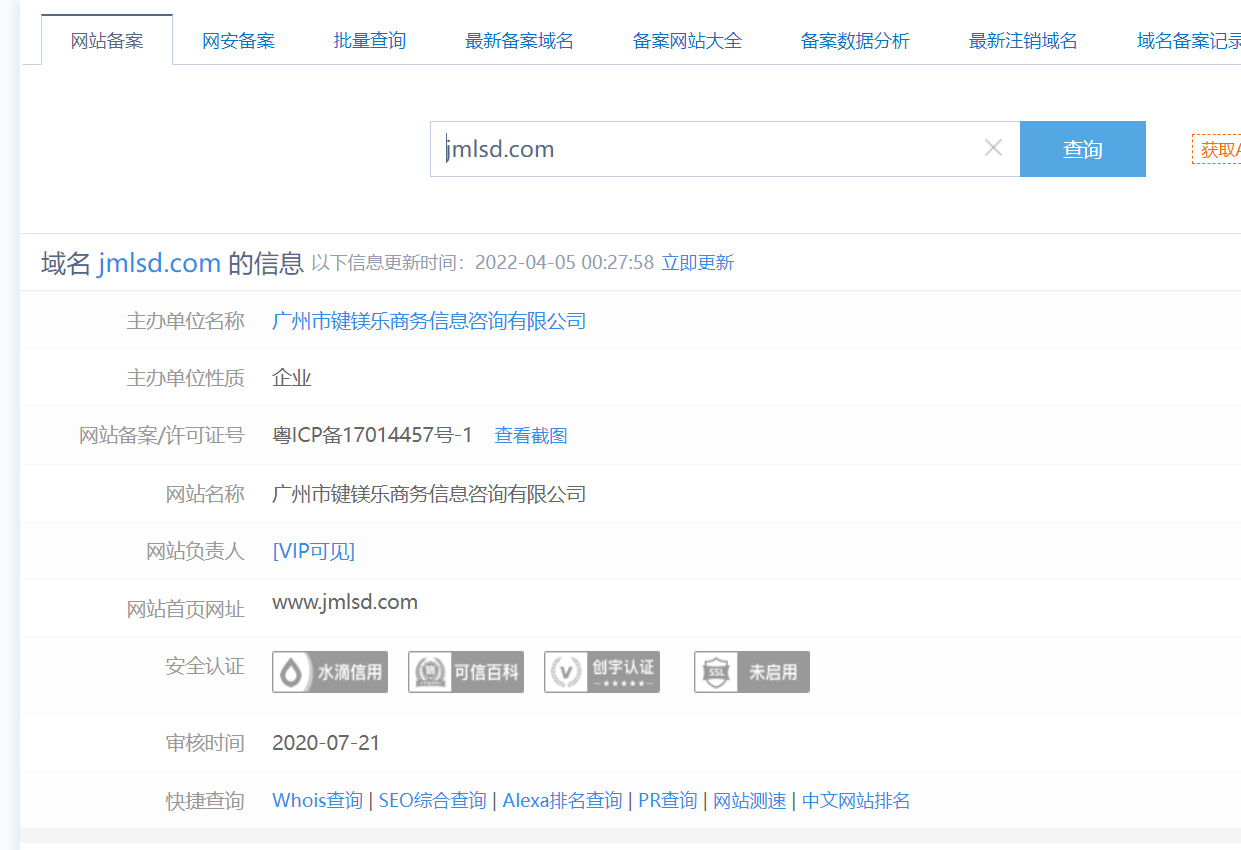 网站备案 网安备案 批量查询 最新备案域名 备案网站大全 备案数据分析 最新注销域名 域名备案记录
jmlsd.com 查询 获取A
域名 jmlsd.com 的信息 以下信息更新时间：2022-04-05 00:27:58 立即更新
主办单位名称 广州市键镁乐商务信息咨询有限公司
主办单位性质 企业
网站备案/许可证号 粤ICP备17014457号-1 查看截图
网站名称 广州市键镁乐商务信息咨询有限公司
网站负责人 [VIP可见]
网站首页网址 www.jmlsd.com
安全认证 水滴信用 可信百科 创宇认证 SSL 未启用
审核时间 2020-07-21
快捷查询 Whois查询 | SEO综合查询 | Alexa排名查询 | PR查询 | 网站测速 | 中文网站排名